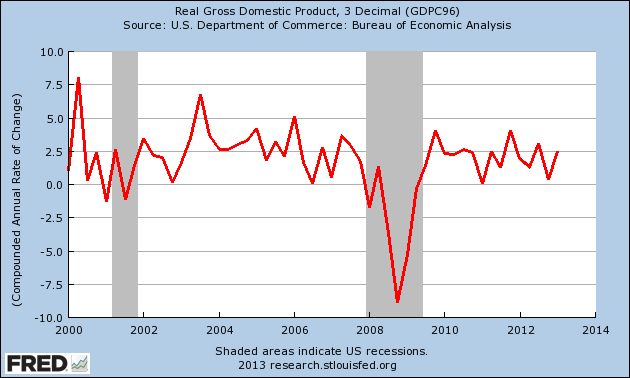 Real Gross Domestic Product, 3 Decimal (GDPC96)
Source: U.S. Department of Commerce: Bureau of Economic Analysis
(Compounded Annual Rate of Change)
10.0
7.5
5.0
2.5
0.0
-2.5
-5.0
-7.5
-10.0
2000 2002 2004 2006 2008 2010 2012 2014
Shaded areas indicate US recessions.
2013 research.stlouisfed.org
FRED